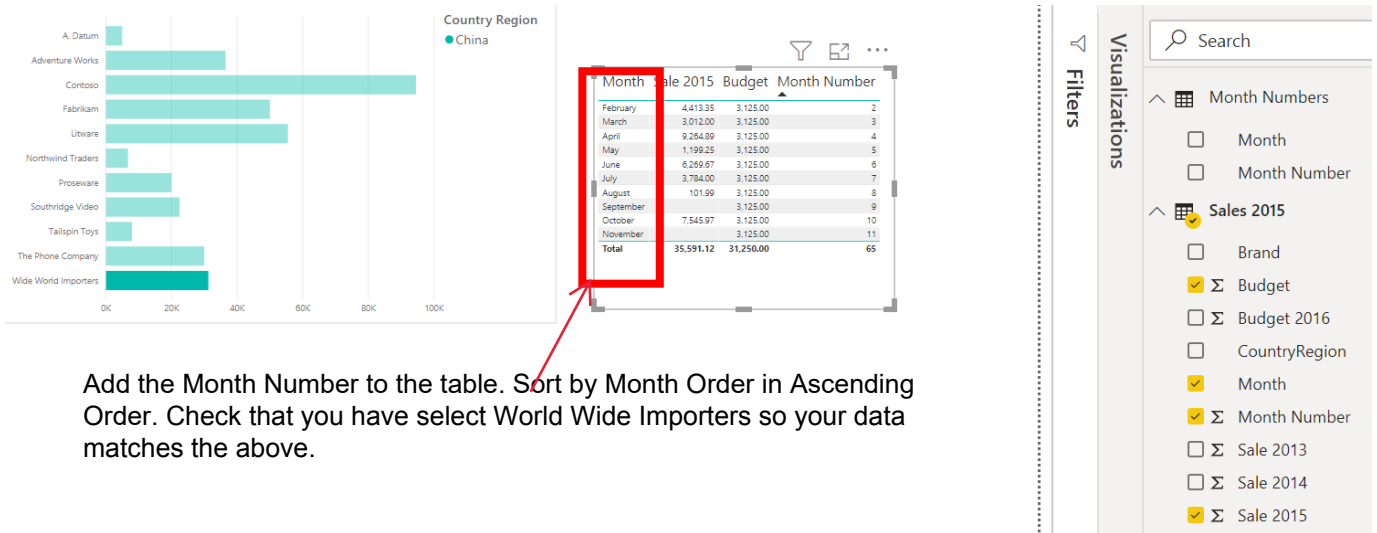 Country Region
China
A. Datum
Adventure Works
Contoso
Fabrikam
Litware
Northwind Traders
Proseware
Southridge Video
Tailspin Toys
The Phone Company
Wide World Importers
0K 20K 40K 60K 80K 100K
Month Sale 2015 Budget Month Number
February 4,413.35 3,125.00 2
March 3,012.00 3,125.00 3
April 9,264.89 3,125.00 4
May 1,199.25 3,125.00 5
June 6,269.67 3,125.00 6
July 3,784.00 3,125.00 7
August 101.99 3,125.00 8
September 3,125.00 9
October 7,545.97 3,125.00 10
November 3,125.00 11
Total 35,591.12 31,250.00 65
Add the Month Number to the table. Sort by Month Order in Ascending
Order. Check that you have select World Wide Importers so your data
matches the above.
Filters
Visualizations
Search
Month Numbers
Month
Month Number
Sales 2015
Brand
Σ Budget
Σ Budget 2016
CountryRegion
Month
Σ Month Number
Σ Sale 2013
Σ Sale 2014
Σ Sale 2015